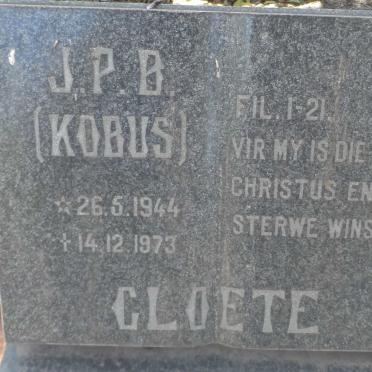 J.P.B.
(KOBUS)
☆ 26.5.1944
✝ 14.12.1973
FIL. 1-21.
VIR MY IS DIE
CHRISTUS EN
STERWE WINS
CLOETE